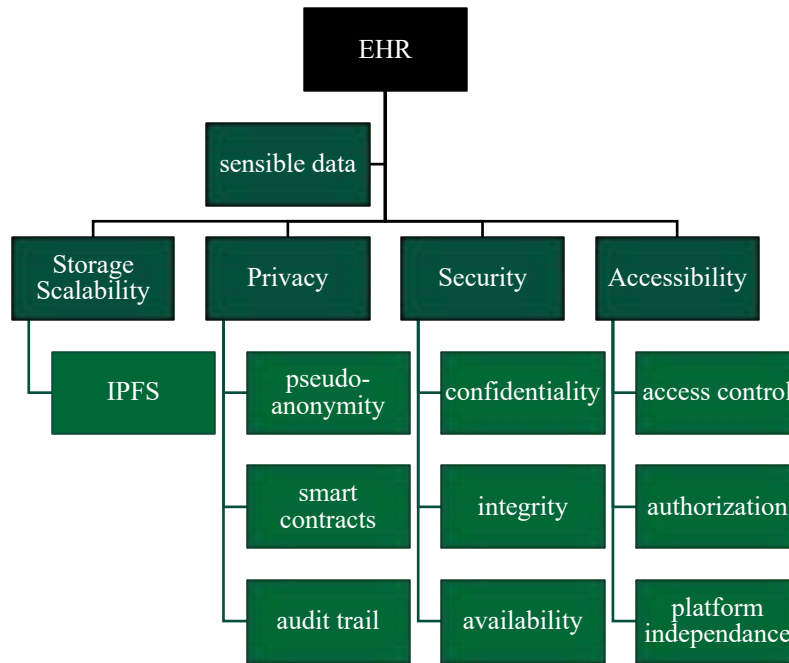 EHR
sensible data
Storage
Scalability
Privacy
Security
Accessibility
IPFS
pseudo-
anonymity
confidentiality
access control
smart
contracts
integrity
authorization
audit trail
availability
platform
independance